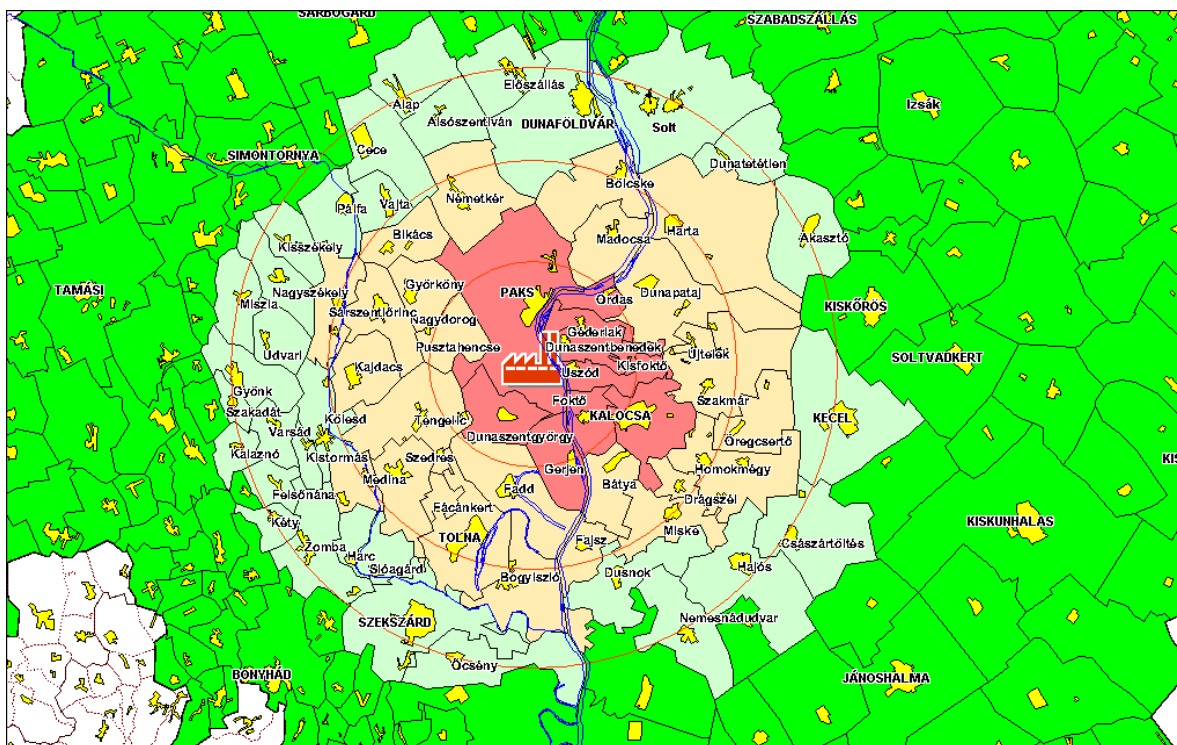 SÁRBOGÁRD
SZABADSZÁLLÁS
Előszállás
Alap
Izsák
Alsószentiván
DUNAFÖLDVÁR
Solt
Cece
SIMONTORNYA
Dunatetétlen
Bölcske
Németkér
Vajta
Pálfa
Harta
Akasztó
Madocsa
Bikács
Kisszékely
Györköny
Dunapataj
TAMÁSI
PAKS
Ordas
Nagyszékely
Miszla
KISKŐRÖS
Sárszentlőrinc
Nagydorog
Géderlak
Dunaszentbenedek
Pusztahencse
Újtelek
Udvari
SOLTVADKERT
Kisfoktő
Kajdacs
Uszód
Gyönk
Foktő
Szakmár
Szakadát
KALOCSA
KECEL
Kölesd
Tengelic
Varsád
Dunaszentgyörgy
Öregcsertő
Kalaznó
Kistormás
Szedres
KIS
Gerjen
Homokmégy
Medina
Fadd
Bátya
Felsőnána
Drágszél
Fácánkert
Miske
Kéty
KISKUNHALAS
TOLNA
Fajsz
Császártöltés
Zomba
Harc
Sióagárd
Hajós
Bogyiszló
Dusnok
Nemesnádudvar
SZEKSZÁRD
Őcsény
BONYHÁD
JÁNOSHALMA